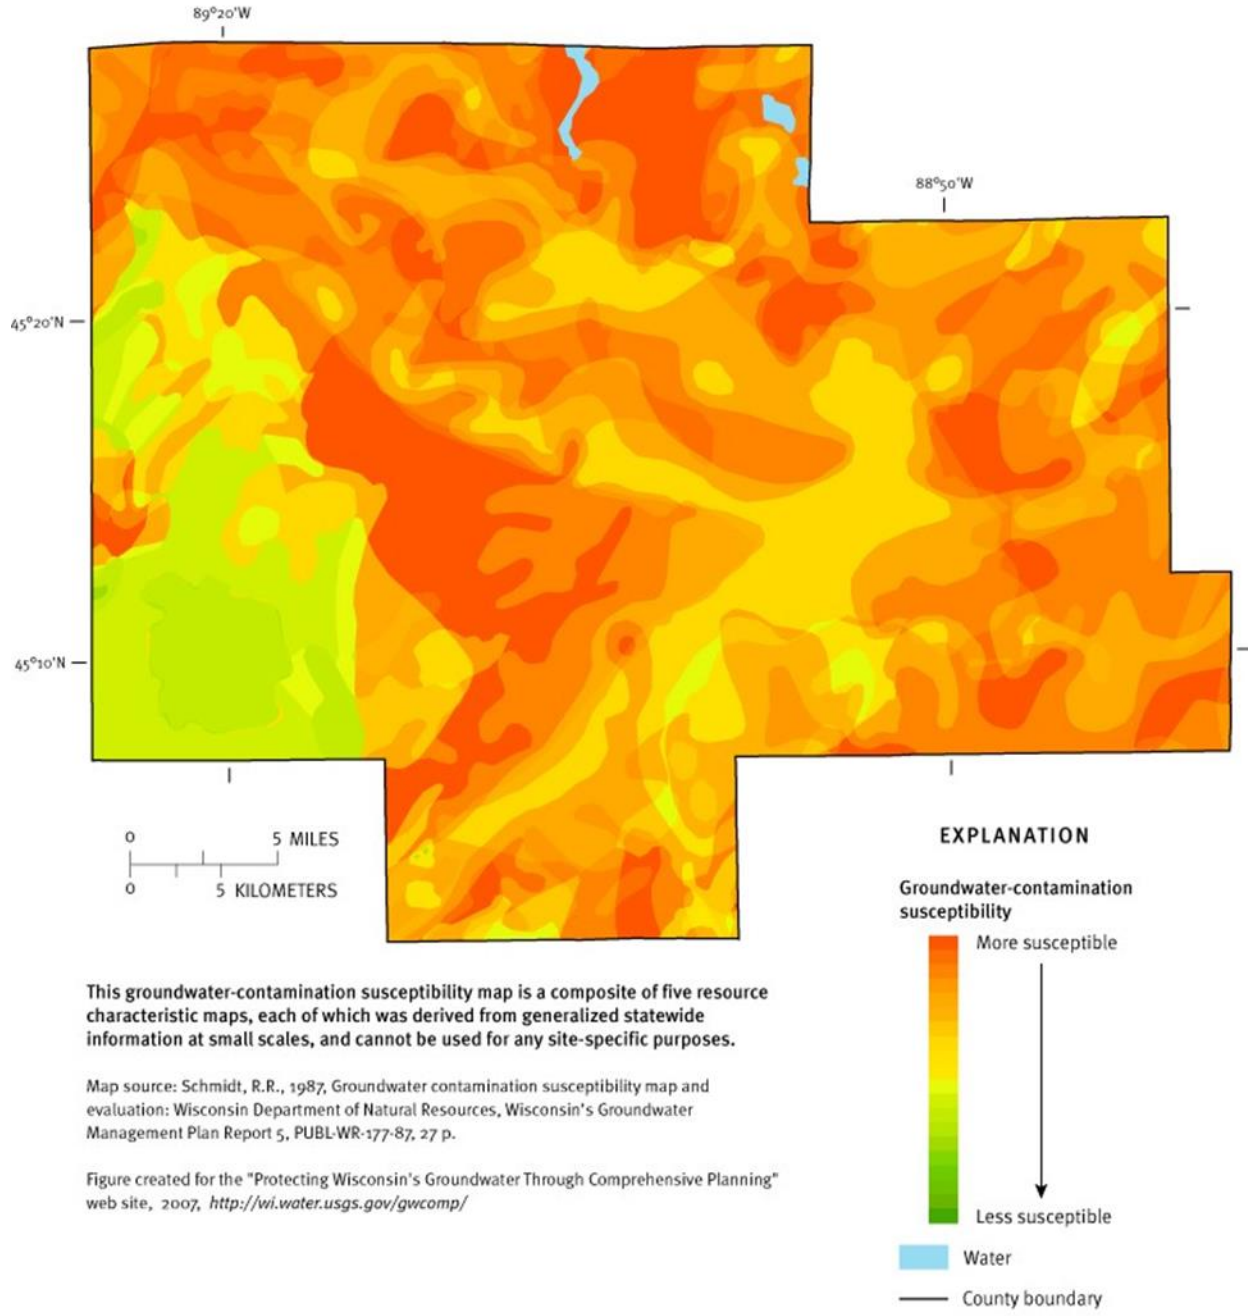 89°20'W
88°50'W
45°20'N
45°10'N
0 5 MILES
0 5 KILOMETERS
EXPLANATION
Groundwater-contamination
susceptibility
More susceptible
Less susceptible
Water
County boundary
This groundwater-contamination susceptibility map is a composite of five resource
characteristic maps, each of which was derived from generalized statewide
information at small scales, and cannot be used for any site-specific purposes.
Map source: Schmidt, R.R., 1987, Groundwater contamination susceptibility map and
evaluation: Wisconsin Department of Natural Resources, Wisconsin's Groundwater
Management Plan Report 5, PUBL-WR-177-87, 27 p.
Figure created for the "Protecting Wisconsin's Groundwater Through Comprehensive Planning"
web site, 2007, http://wi.water.usgs.gov/gwcomp/